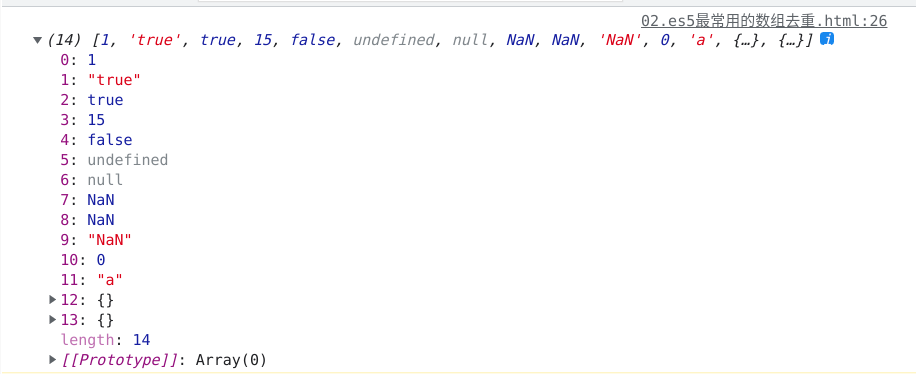 02.es5最常用的数组去重.html:26
(14) [1, 'true', true, 15, false, undefined, null, NaN, NaN, 'NaN', 0, 'a', {…}, {…}] i
0: 1
1: "true"
2: true
3: 15
4: false
5: undefined
6: null
7: NaN
8: NaN
9: "NaN"
10: 0
11: "a"
12: {}
13: {}
length: 14
[[Prototype]]: Array(0)